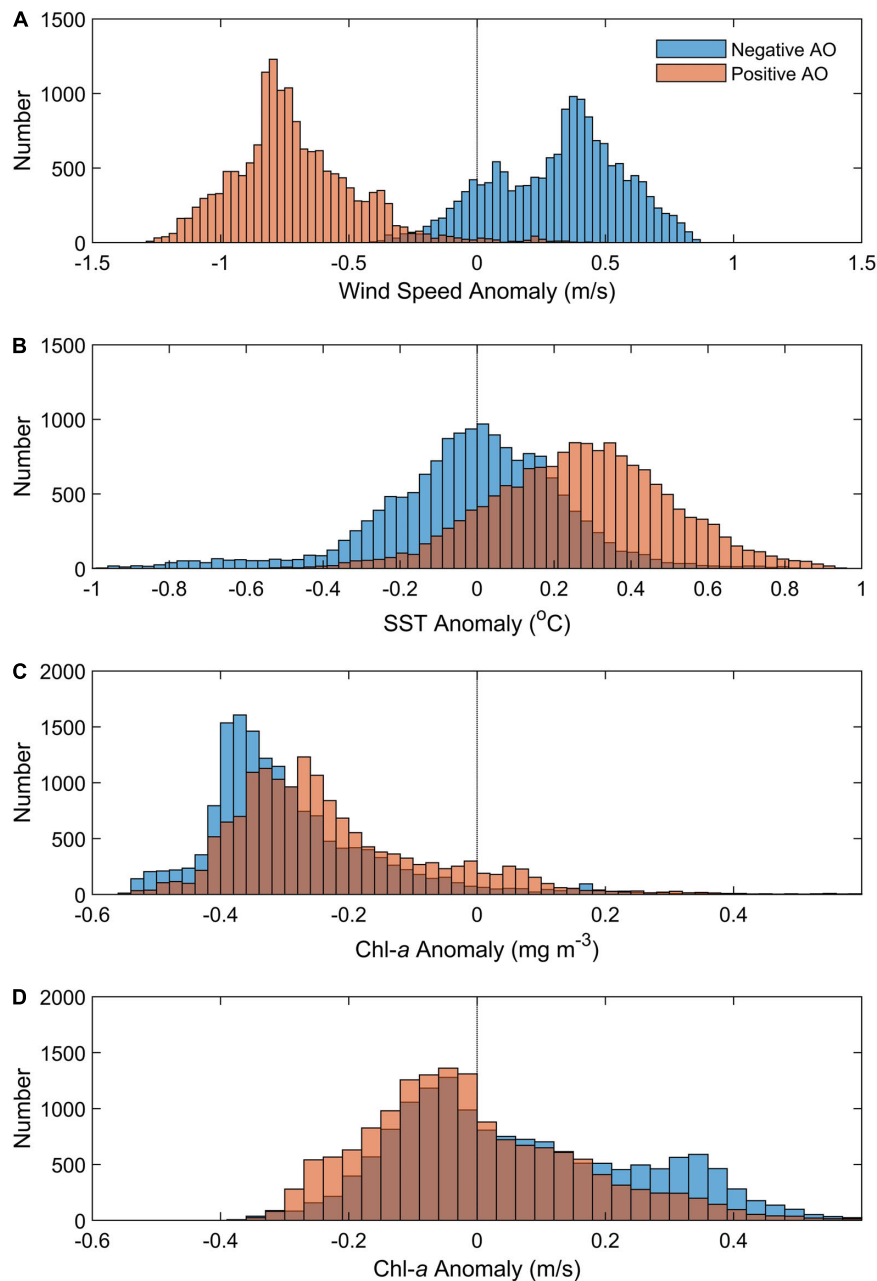 A
1500
1000
500
0
Number
Negative AO
Positive AO
-1.5 -1 -0.5 0 0.5 1 1.5
Wind Speed Anomaly (m/s)
B
1500
1000
500
0
Number
-1 -0.8 -0.6 -0.4 -0.2 0 0.2 0.4 0.6 0.8 1
SST Anomaly (°C)
C
2000
1500
1000
500
0
Number
-0.6 -0.4 -0.2 0 0.2 0.4
Chl-a Anomaly (mg m⁻³)
D
2000
1500
1000
500
0
Number
-0.6 -0.4 -0.2 0 0.2 0.4
Chl-a Anomaly (m/s)